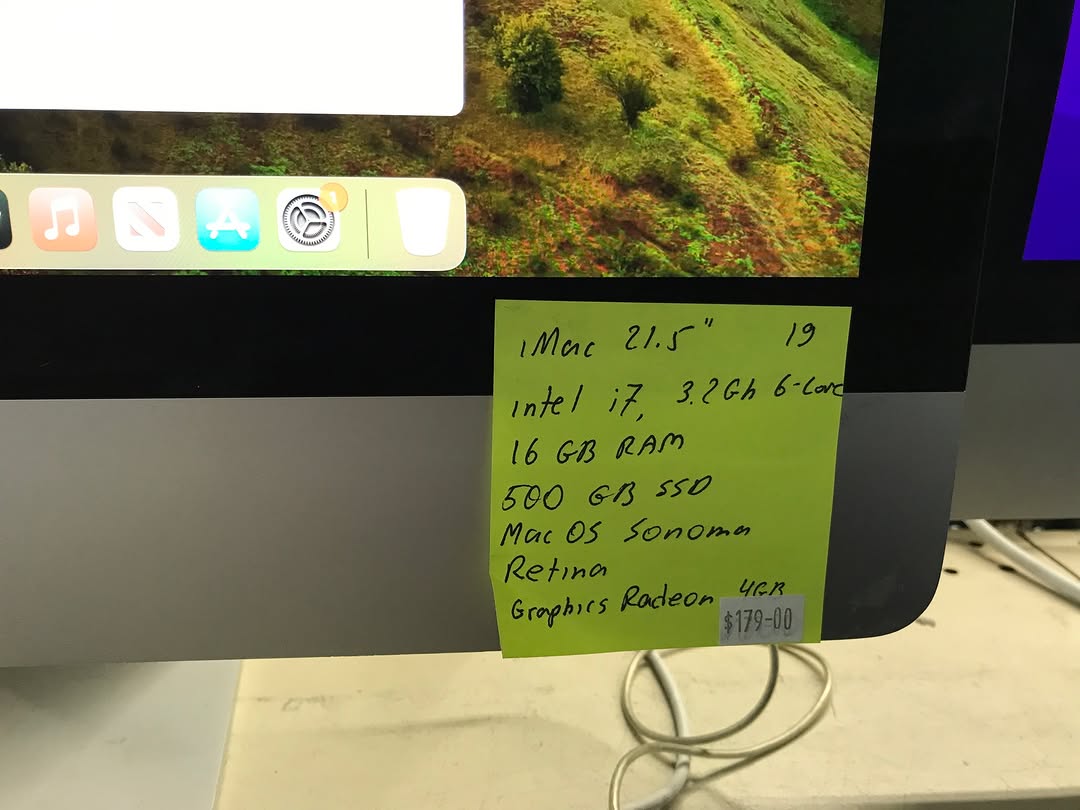 1
iMac 21.5" 19
intel i7, 3.2Gh 6-Core
16 GB RAM
500 GB SSD
Mac OS Sonoma
Retina
Graphics Radeon 4GB
$179-00